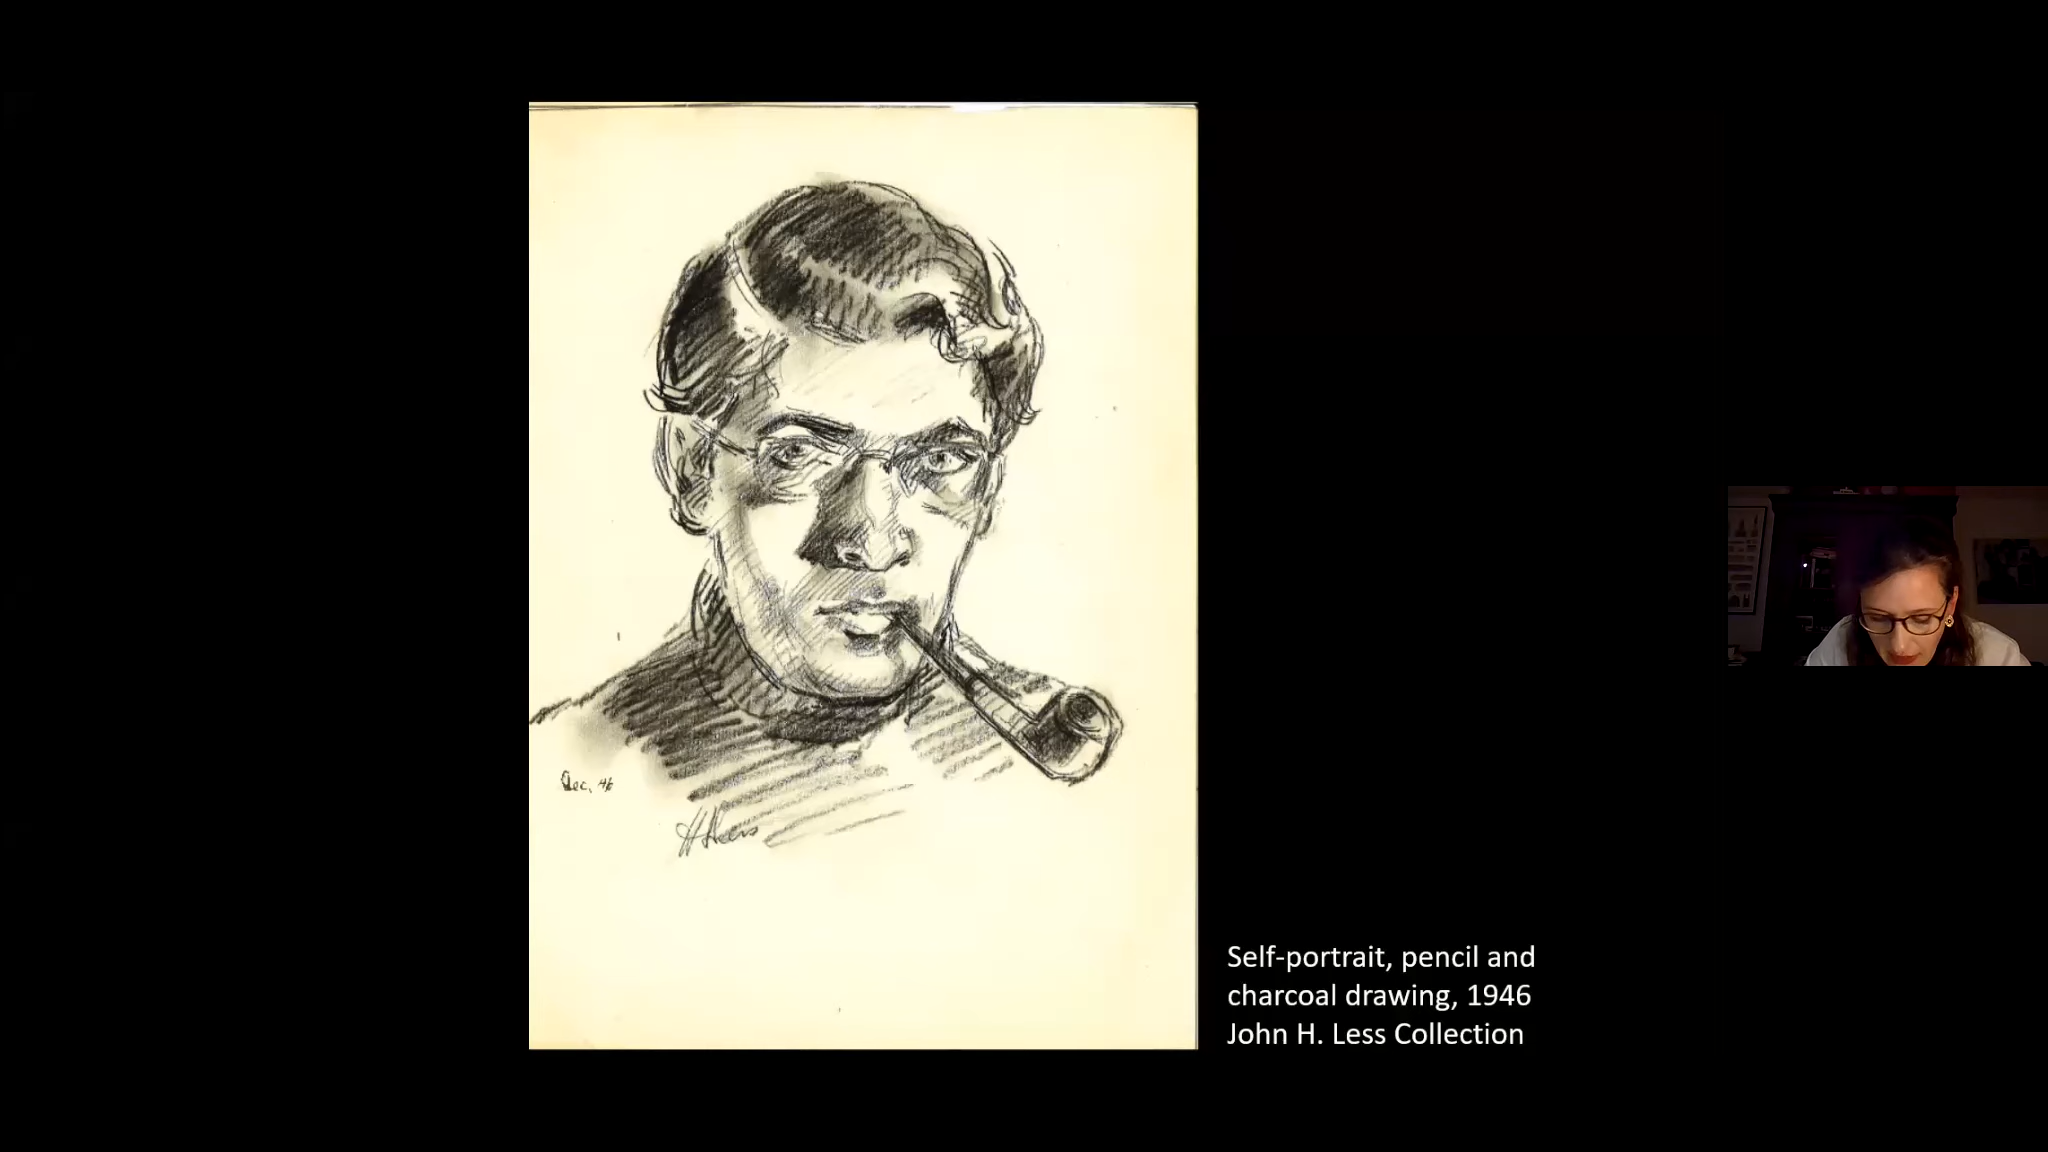 Dec, 46
Self-portrait, pencil and
charcoal drawing, 1946
John H. Less Collection